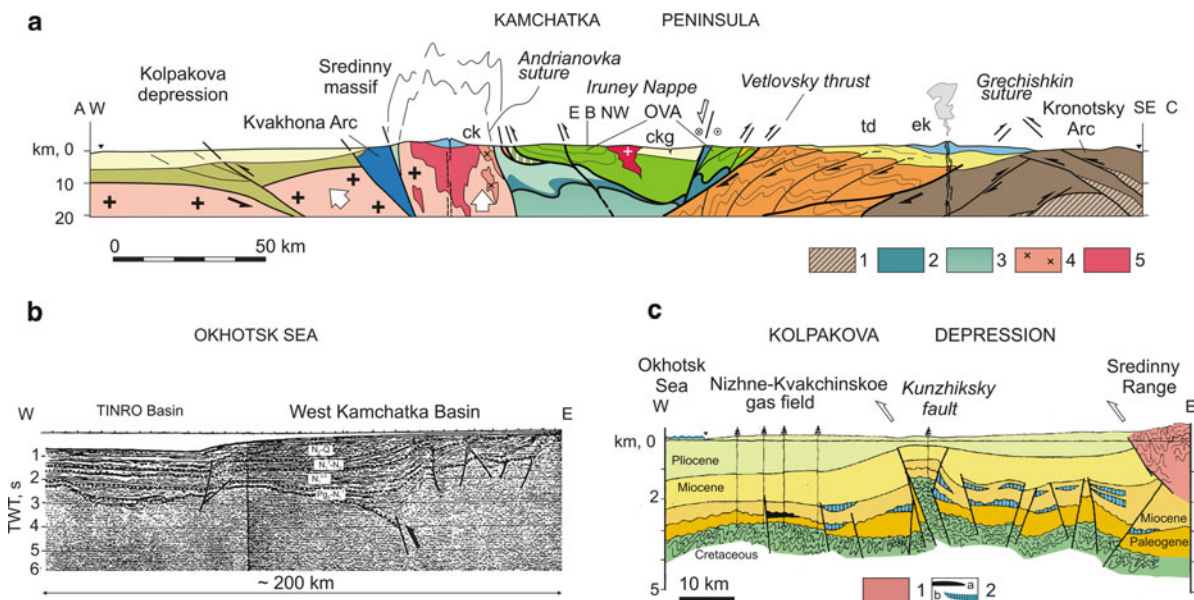 a
KAMCHATKA PENINSULA
Kolpakova
depression
Sredinny
massif
Andrianovka
suture
Iruney Nappe
Vetlovsky thrust
Grechishkin
suture
A W
Kvakhona Arc
ck
E B NW
OVA
ckg
td
ek
Kronotsky
Arc
SE C
km, 0
10
20
0
10
20
0 50 km
1
2
3
4
5
b
OKHOTSK SEA
W
TINRO Basin
West Kamchatka Basin
E
TWT, s
1
2
3
4
5
6
~ 200 km
c
KOLPAKOVA DEPRESSION
Okhotsk
Sea
W
Nizhne-Kvakchinskoe
gas field
Kunzhiksky
fault
Sredinny
Range
E
km, 0
2
5
Pliocene
Miocene
Cretaceous
Miocene
Paleogene
10 km
1
a
b
2